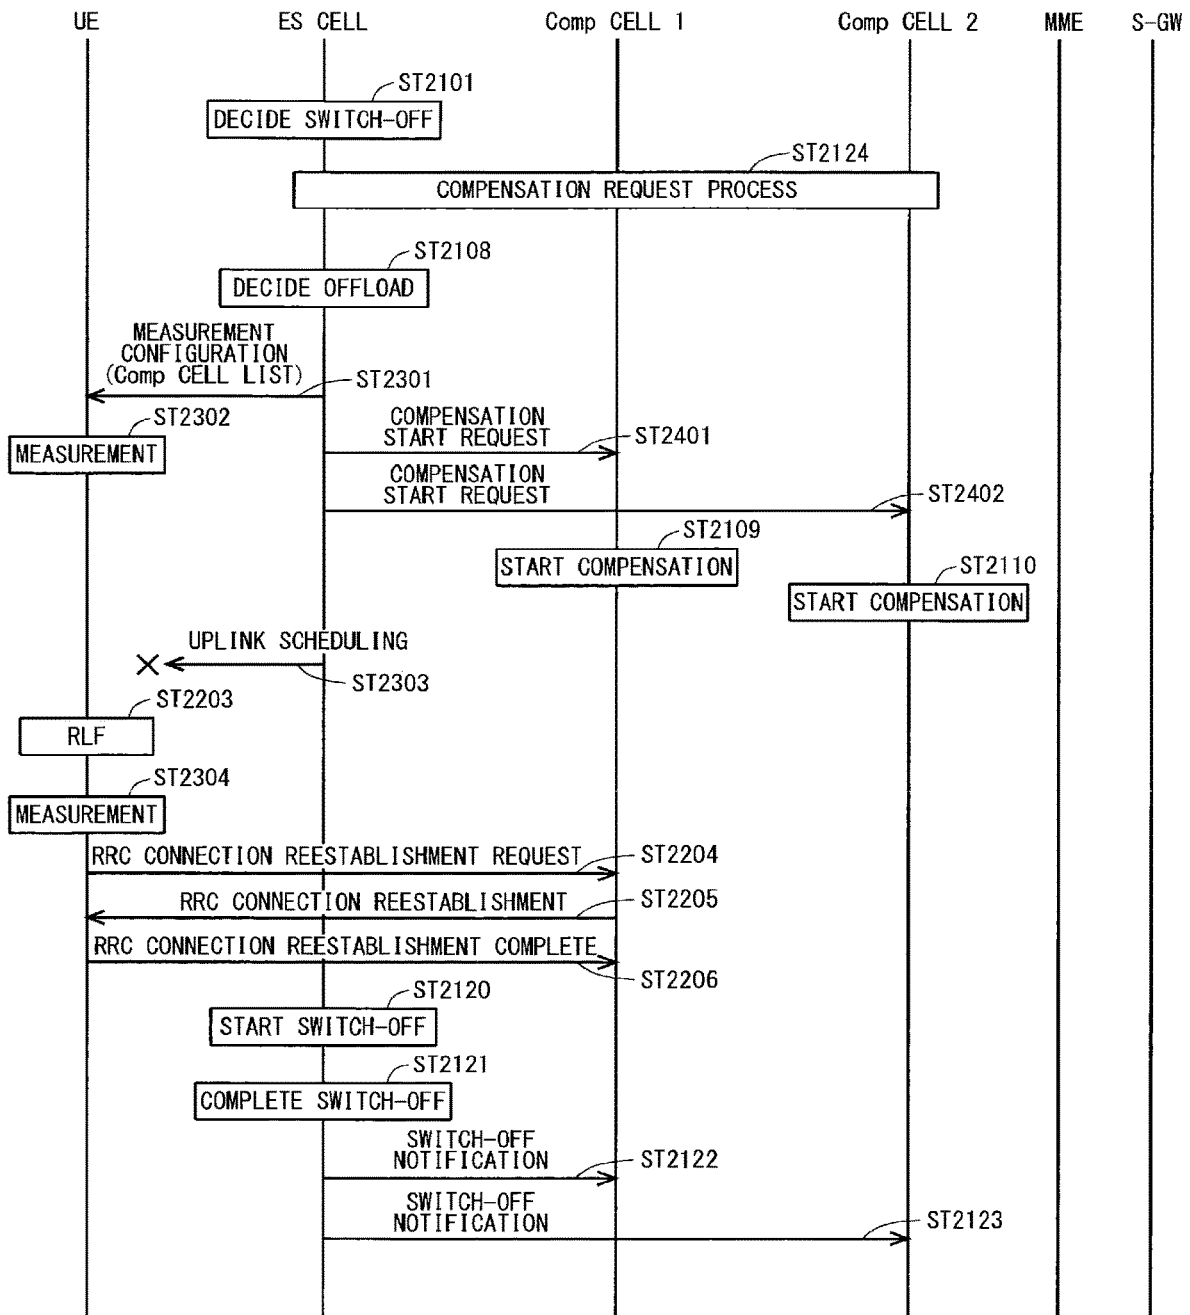 UE
ES CELL
Comp CELL 1
Comp CELL 2
MME
S-GW
ST2101
DECIDE SWITCH-OFF
ST2124
COMPENSATION REQUEST PROCESS
ST2108
DECIDE OFFLOAD
MEASUREMENT
CONFIGURATION
(Comp CELL LIST)
ST2301
ST2302
MEASUREMENT
COMPENSATION
START REQUEST
ST2401
COMPENSATION
START REQUEST
ST2402
ST2109
START COMPENSATION
ST2110
START COMPENSATION
UPLINK SCHEDULING
ST2303
ST2203
RLF
ST2304
MEASUREMENT
RRC CONNECTION REESTABLISHMENT REQUEST
ST2204
RRC CONNECTION REESTABLISHMENT
ST2205
RRC CONNECTION REESTABLISHMENT COMPLETE
ST2206
ST2120
START SWITCH-OFF
ST2121
COMPLETE SWITCH-OFF
SWITCH-OFF
NOTIFICATION
ST2122
SWITCH-OFF
NOTIFICATION
ST2123